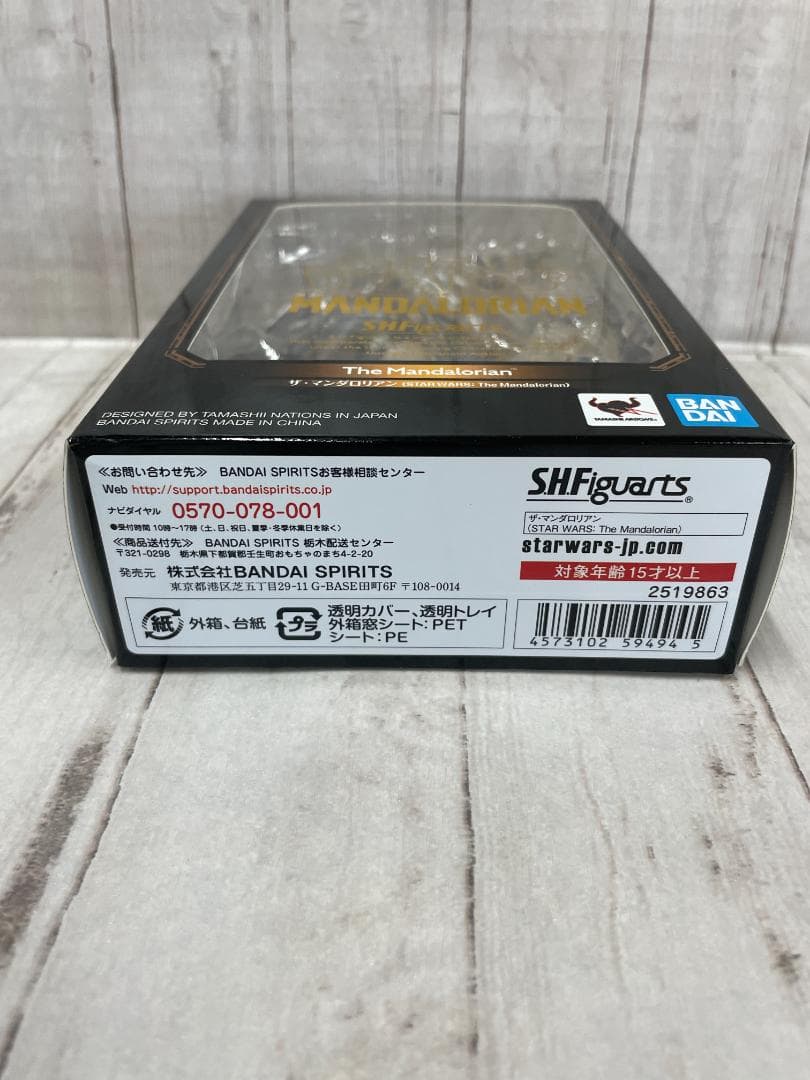 MANDALORIAN
S.H.Figuarts
The Mandalorian™
ザ・マンダロリアン (STAR WARS: The Mandalorian)
DESIGNED BY TAMASHII NATIONS IN JAPAN
BANDAI SPIRITS MADE IN CHINA
TAMASHII NATIONS
BAN
DAI
≪お問い合わせ先≫ BANDAI SPIRITSお客様相談センター
Web http://support.bandaispirits.co.jp
ナビダイヤル 0570-078-001
●受付時間 10時~17時 (土、日、祝日、夏季・冬季休業日を除く)
≪商品送付先≫ BANDAI SPIRITS 栃木配送センター
〒321-0298 栃木県下都賀郡壬生町おもちゃのまち4-2-20
発売元 株式会社BANDAI SPIRITS
東京都港区芝五丁目29-11 G-BASE田町6F 〒108-0014
紙 外箱、台紙
プラ 透明カバー、透明トレイ
外箱窓シート:PET
シート:PE
S.H.Figuarts®
ザ・マンダロリアン
(STAR WARS: The Mandalorian)
starwars-jp.com
対象年齢15才以上
2519863
4573102 59494 5